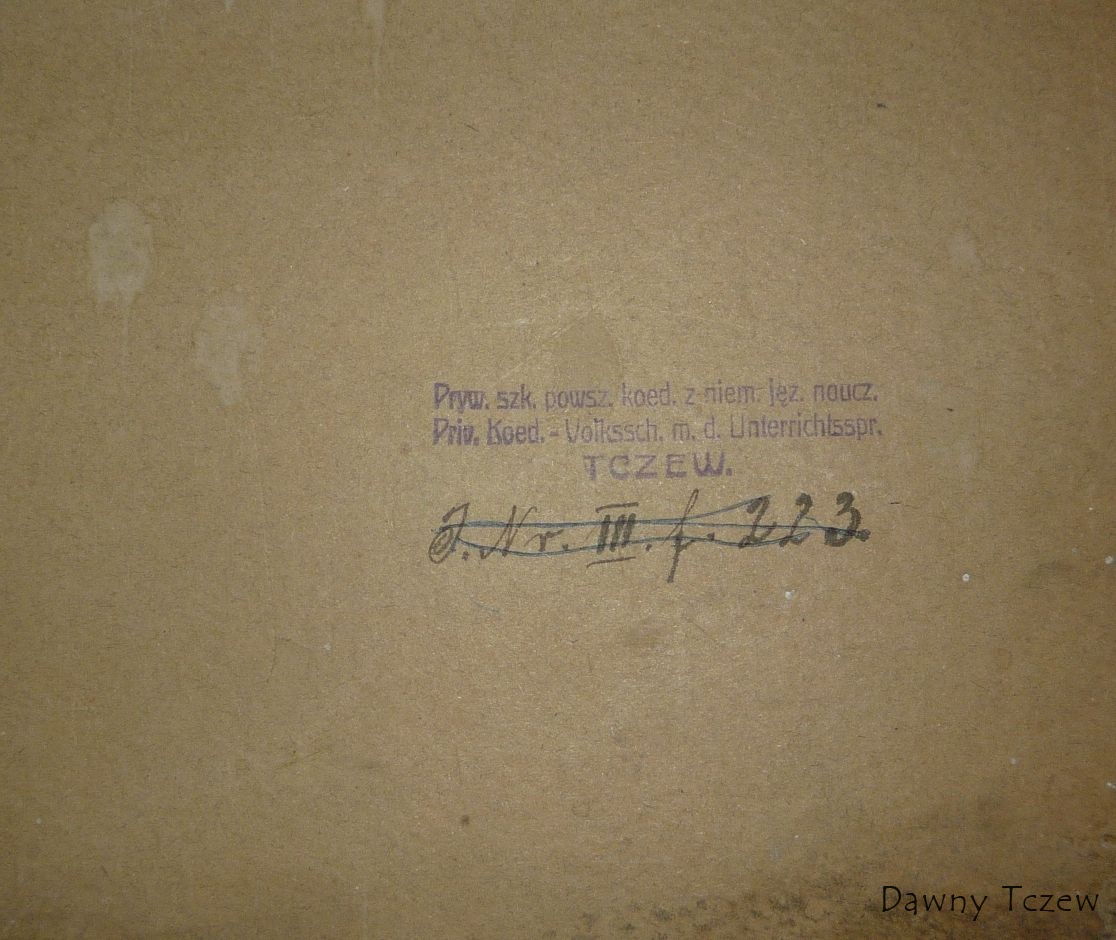 Pryw. szk. powsz. koed. z niem. jęz. naucz.
Priv. Koed. - Volkssch. m. d. Unterrichtsspr.
TCZEW.
J. Nr. III. f. 223.
Dawny Tczew